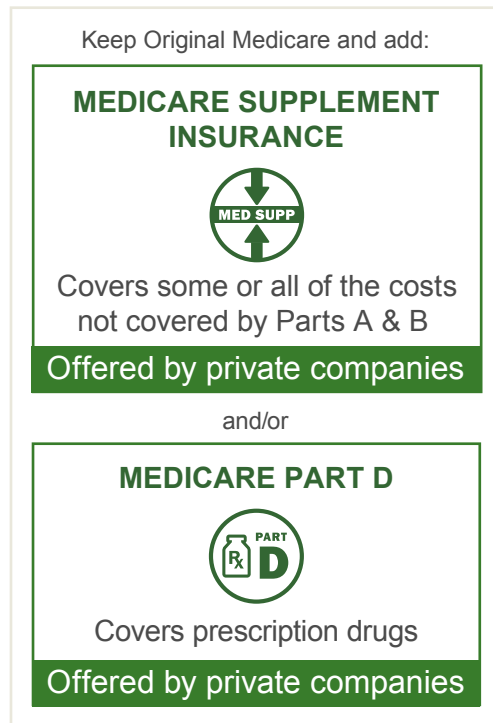 Keep Original Medicare and add:
MEDICARE SUPPLEMENT
INSURANCE
MED SUPP
Covers some or all of the costs
not covered by Parts A & B
Offered by private companies
and/or
MEDICARE PART D
PART
Rx D
Covers prescription drugs
Offered by private companies